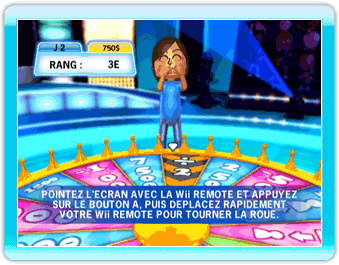 J 2
750$
RANG : 3E
÷2
POINTEZ L'ECRAN AVEC LA Wii REMOTE ET APPUYEZ
SUR LE BOUTON A, PUIS DEPLACEZ RAPIDEMENT
VOTRE Wii REMOTE POUR TOURNER LA ROUE.